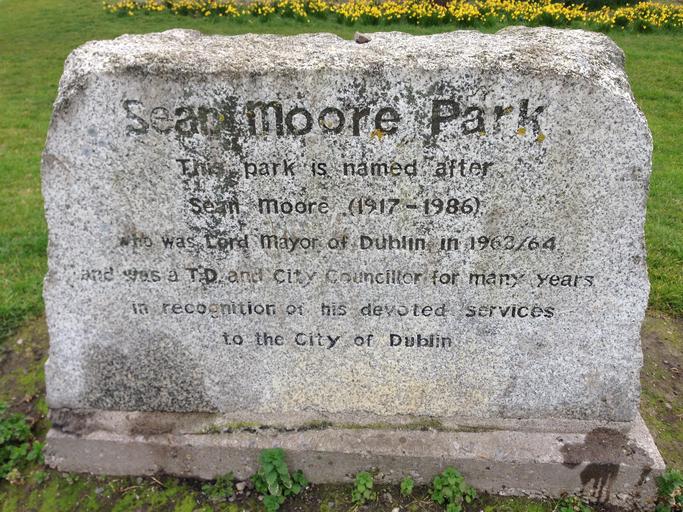 Sean Moore Park
This park is named after
Sean Moore (1917-1986)
who was Lord Mayor of Dublin in 1963/64
and was a T.D. and City Councillor for many years
in recognition of his devoted services
to the City of Dublin